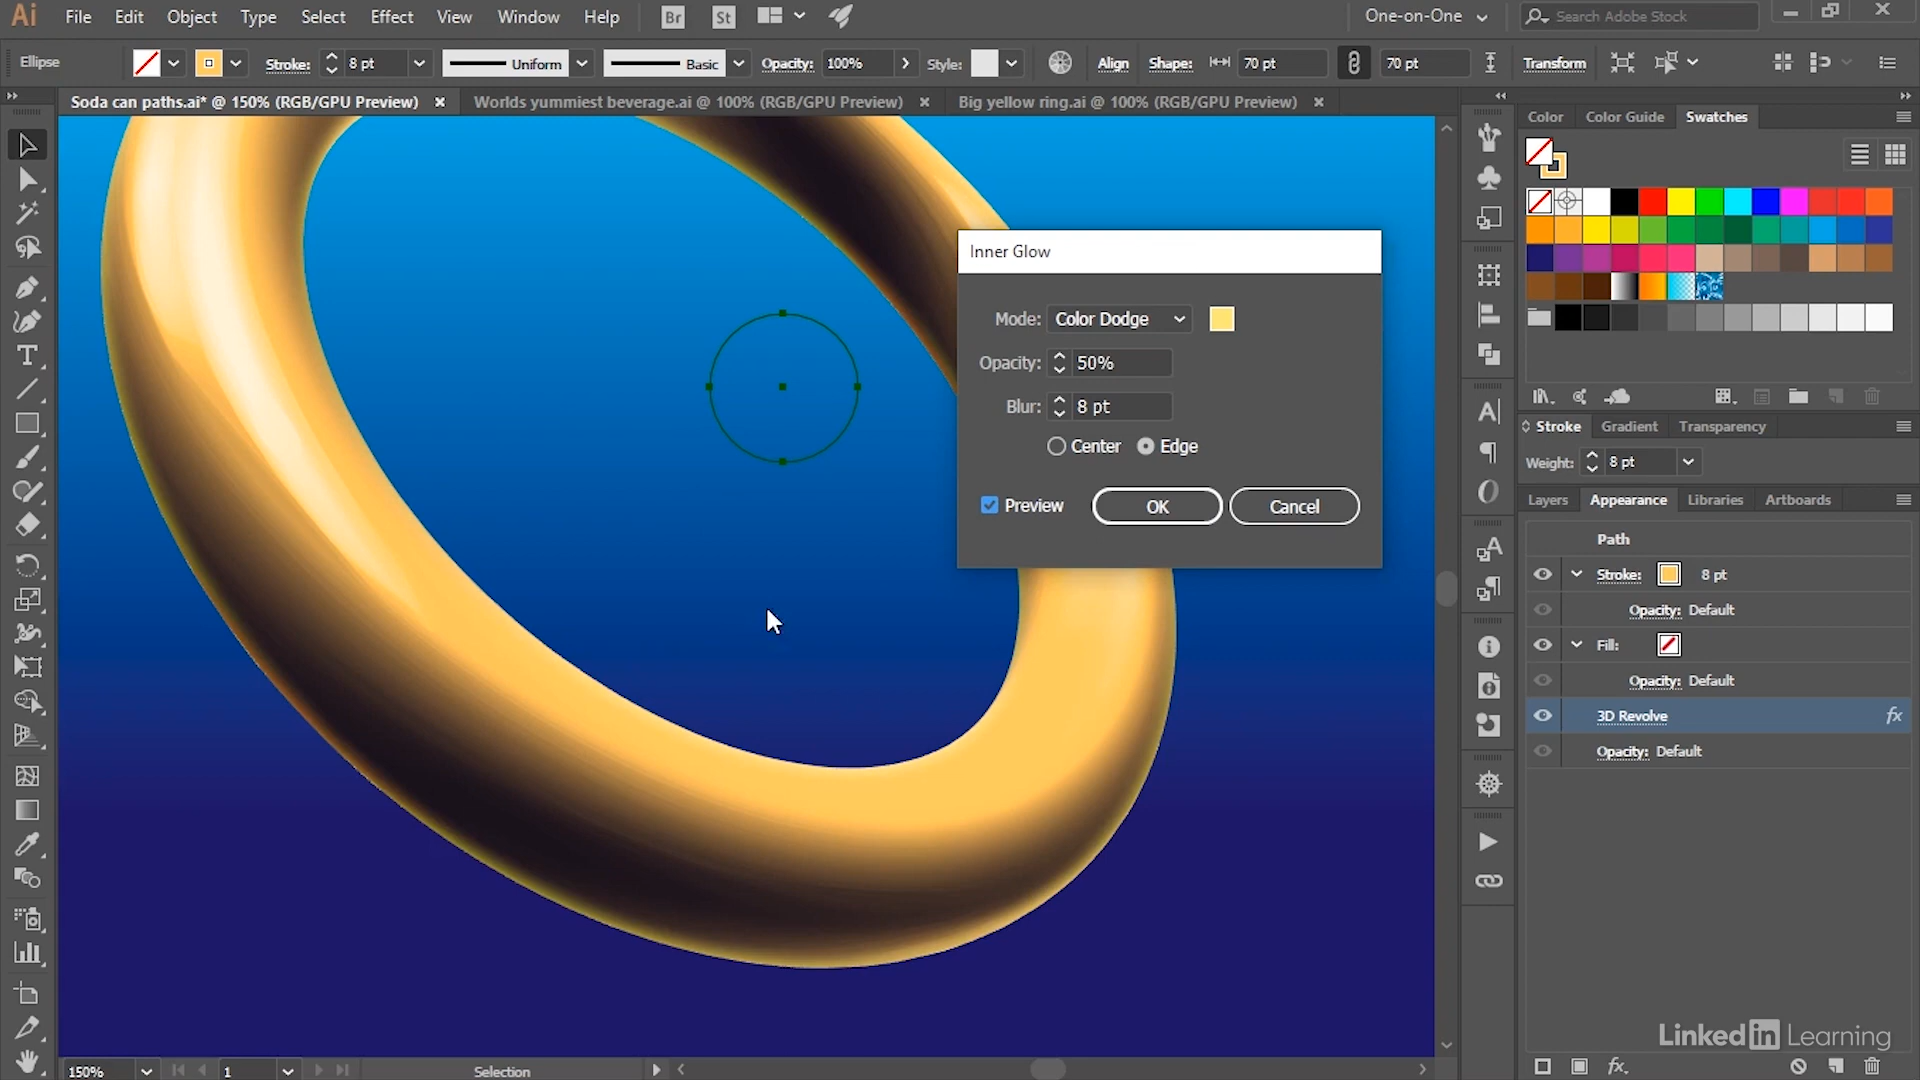 Ai File Edit Object Type Select Effect View Window Help Br St One-on-One Search Adobe Stock
Ellipse Stroke: 8 pt Uniform Basic Opacity: 100% Style: Align Shape: 70 pt 70 pt Transform
Soda can paths.ai* @ 150% (RGB/GPU Preview) Worlds yummiest beverage.ai @ 100% (RGB/GPU Preview) Big yellow ring.ai @ 100% (RGB/GPU Preview)
Color Color Guide Swatches
Inner Glow
Mode: Color Dodge
Opacity: 50%
Blur: 8 pt
Center Edge
Preview OK Cancel
Stroke Gradient Transparency
Weight: 8 pt
Layers Appearance Libraries Artboards
Path
Stroke: 8 pt
Opacity: Default
Fill:
Opacity: Default
3D Revolve fx
Opacity: Default
LinkedIn Learning
150% 1 Selection fx.